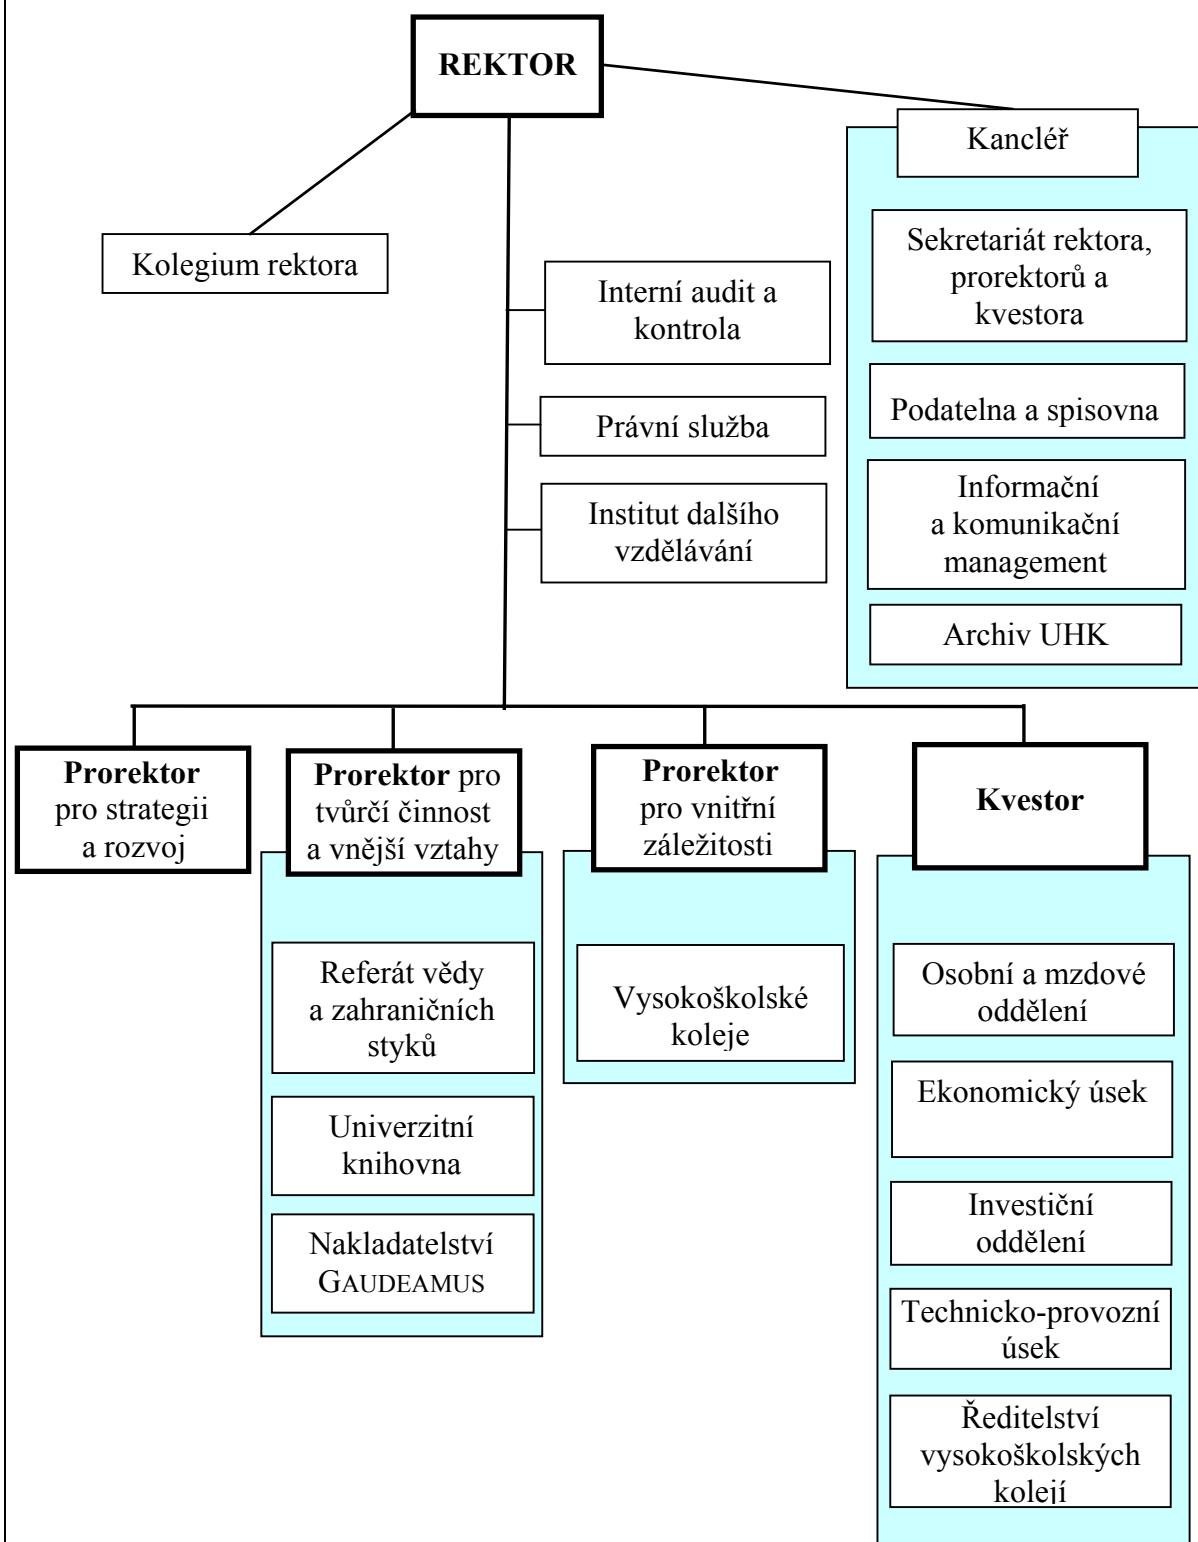 REKTOR
Kancléř
Kolegium rektora
Sekretariát rektora,
prorektorů a
kvestora
Interní audit a
kontrola
Podatelna a spisovna
Právní služba
Informační
a komunikační
management
Institut dalšího
vzdělávání
Archiv UHK
Prorektor
pro strategii
a rozvoj
Prorektor pro
tvůrčí činnost
a vnější vztahy
Prorektor
pro vnitřní
záležitosti
Kvestor
Referát vědy
a zahraničních
styků
Univerzitní
knihovna
Nakladatelství
GAUDEAMUS
Vysokoškolské
koleje
Osobní a mzdové
oddělení
Ekonomický úsek
Investiční
oddělení
Technicko-provozní
úsek
Ředitelství
vysokoškolských
kolejí